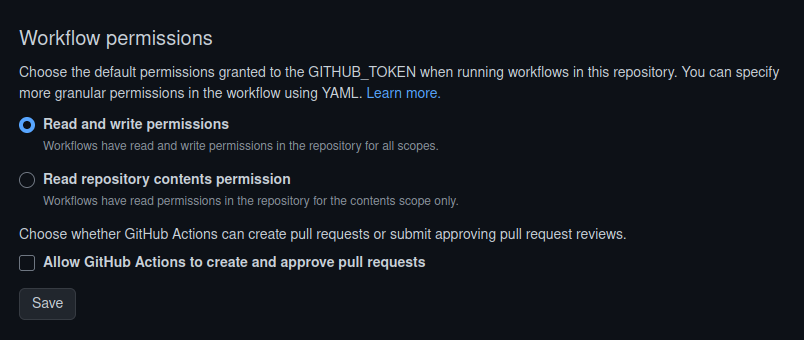 Workflow permissions
Choose the default permissions granted to the GITHUB_TOKEN when running workflows in this repository. You can specify
more granular permissions in the workflow using YAML. Learn more.
Read and write permissions
Workflows have read and write permissions in the repository for all scopes.
Read repository contents permission
Workflows have read permissions in the repository for the contents scope only.
Choose whether GitHub Actions can create pull requests or submit approving pull request reviews.
Allow GitHub Actions to create and approve pull requests
Save